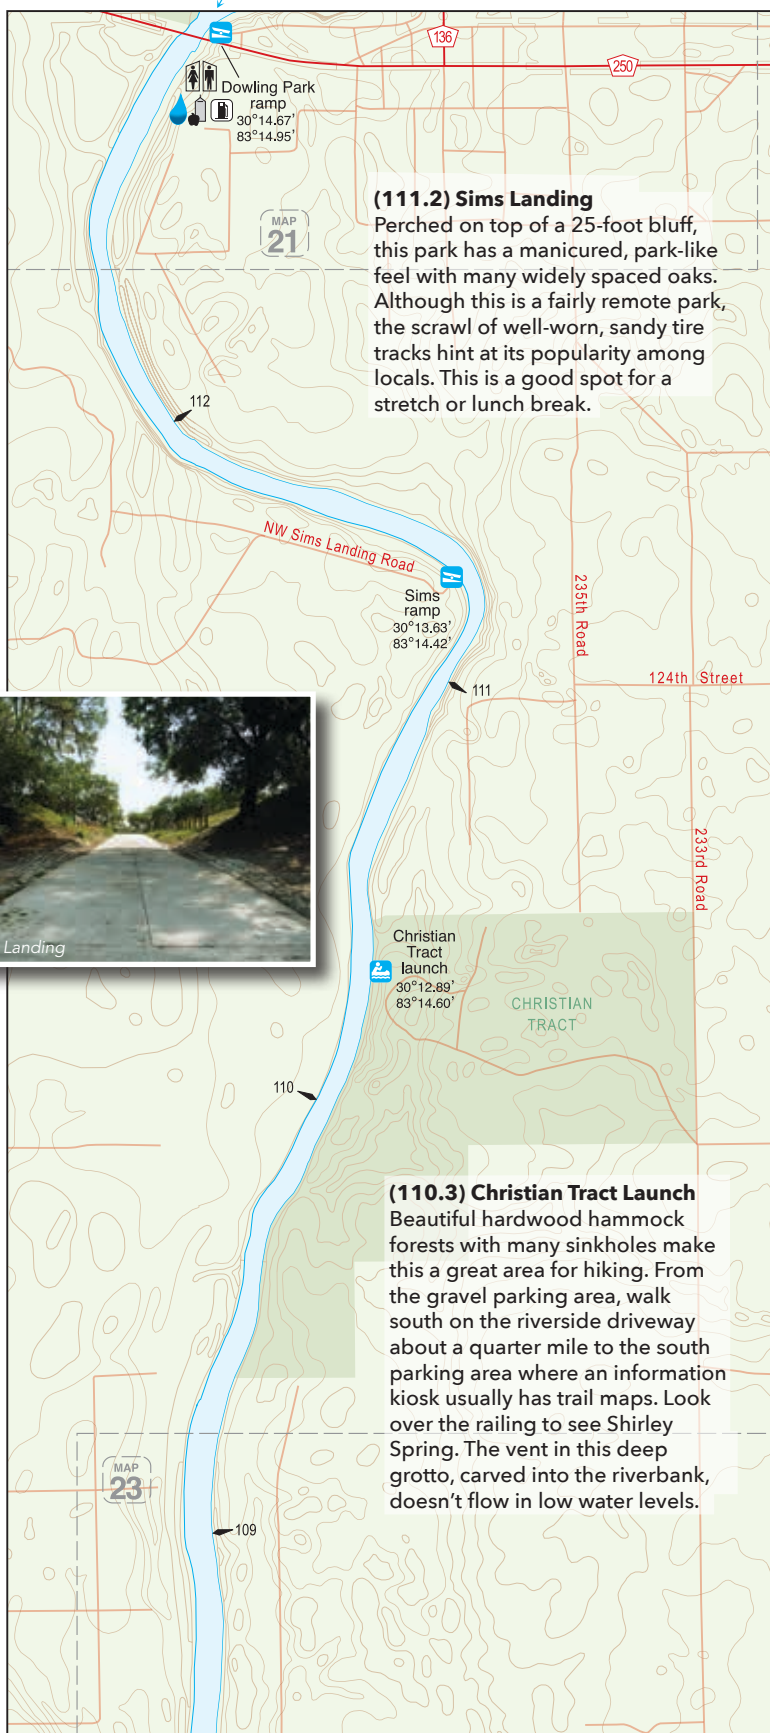 136
250
Dowling Park
ramp
30°14.67'
83°14.95'
(111.2) Sims Landing
Perched on top of a 25-foot bluff,
this park has a manicured, park-like
feel with many widely spaced oaks.
Although this is a fairly remote park,
the scrawl of well-worn, sandy tire
tracks hint at its popularity among
locals. This is a good spot for a
stretch or lunch break.
MAP
21
112
NW Sims Landing Road
Sims
ramp
30°13.63'
83°14.42'
235th Road
124th Street
111
233rd Road
Landing
Christian
Tract
launch
30°12.89'
83°14.60'
CHRISTIAN
TRACT
110
(110.3) Christian Tract Launch
Beautiful hardwood hammock
forests with many sinkholes make
this a great area for hiking. From
the gravel parking area, walk
south on the riverside driveway
about a quarter mile to the south
parking area where an information
kiosk usually has trail maps. Look
over the railing to see Shirley
Spring. The vent in this deep
grotto, carved into the riverbank,
doesn't flow in low water levels.
MAP
23
109